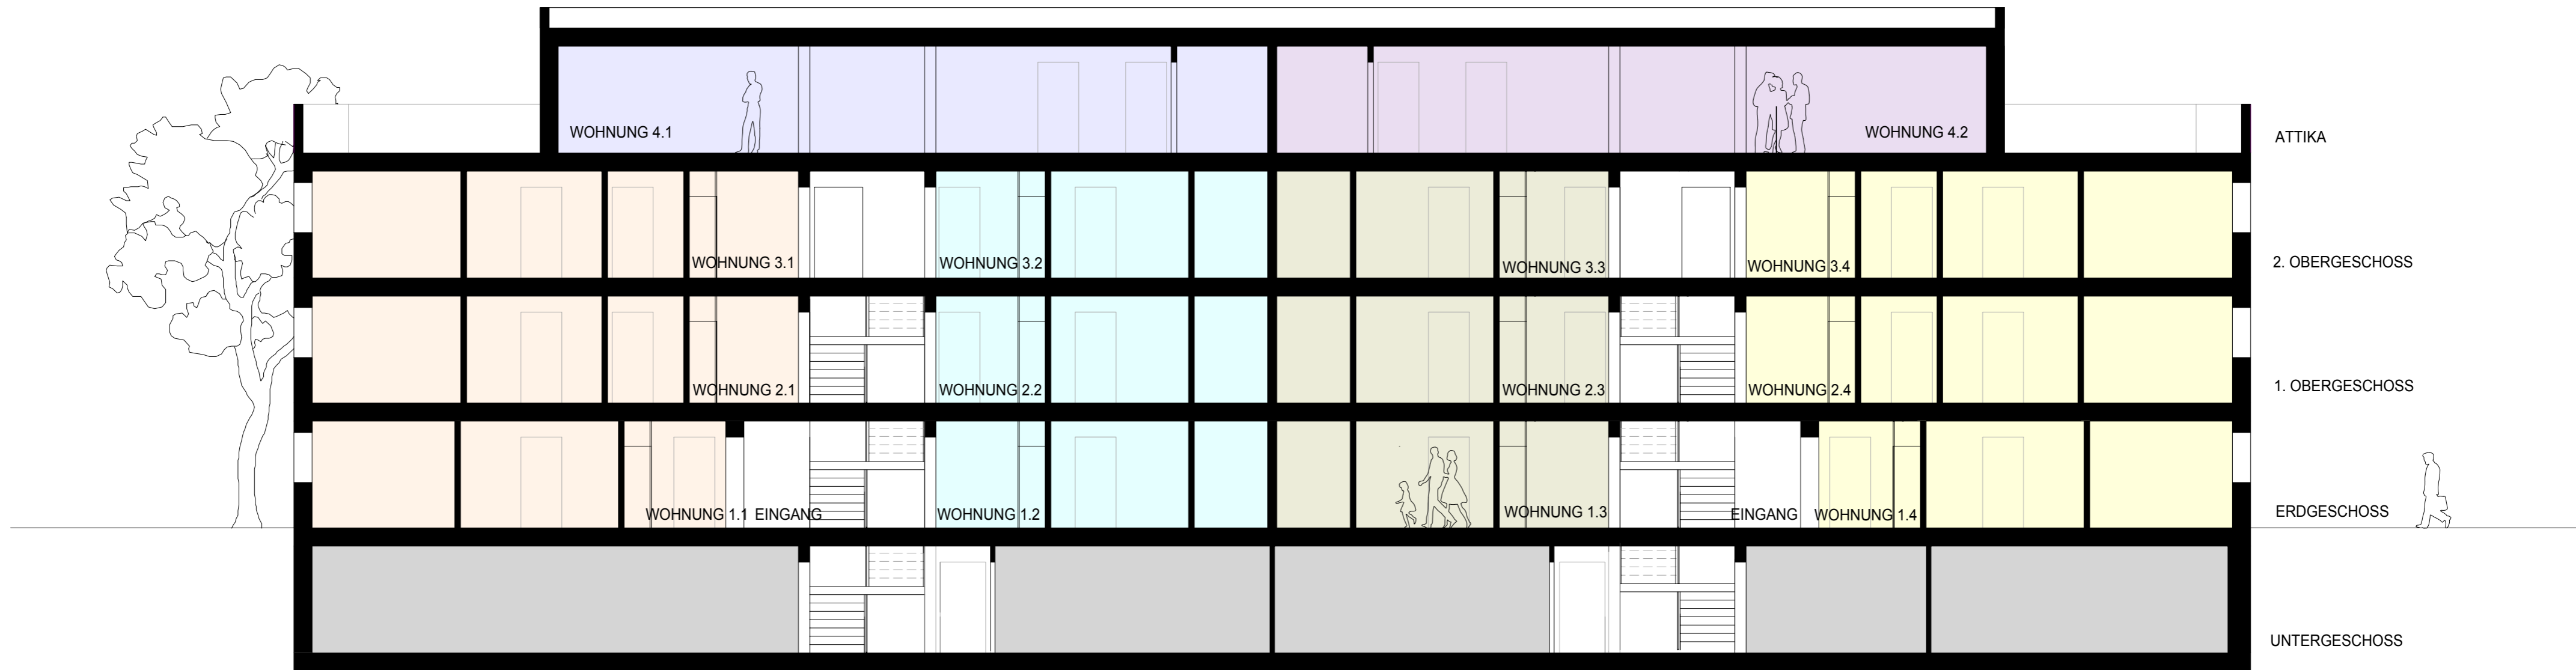 WOHNUNG 4.1
WOHNUNG 4.2
ATTIKA
WOHNUNG 3.1
WOHNUNG 3.2
WOHNUNG 3.3
WOHNUNG 3.4
2. OBERGESCHOSS
WOHNUNG 2.1
WOHNUNG 2.2
WOHNUNG 2.3
WOHNUNG 2.4
1. OBERGESCHOSS
WOHNUNG 1.1
EINGANG
WOHNUNG 1.2
WOHNUNG 1.3
EINGANG
WOHNUNG 1.4
ERDGESCHOSS
UNTERGESCHOSS